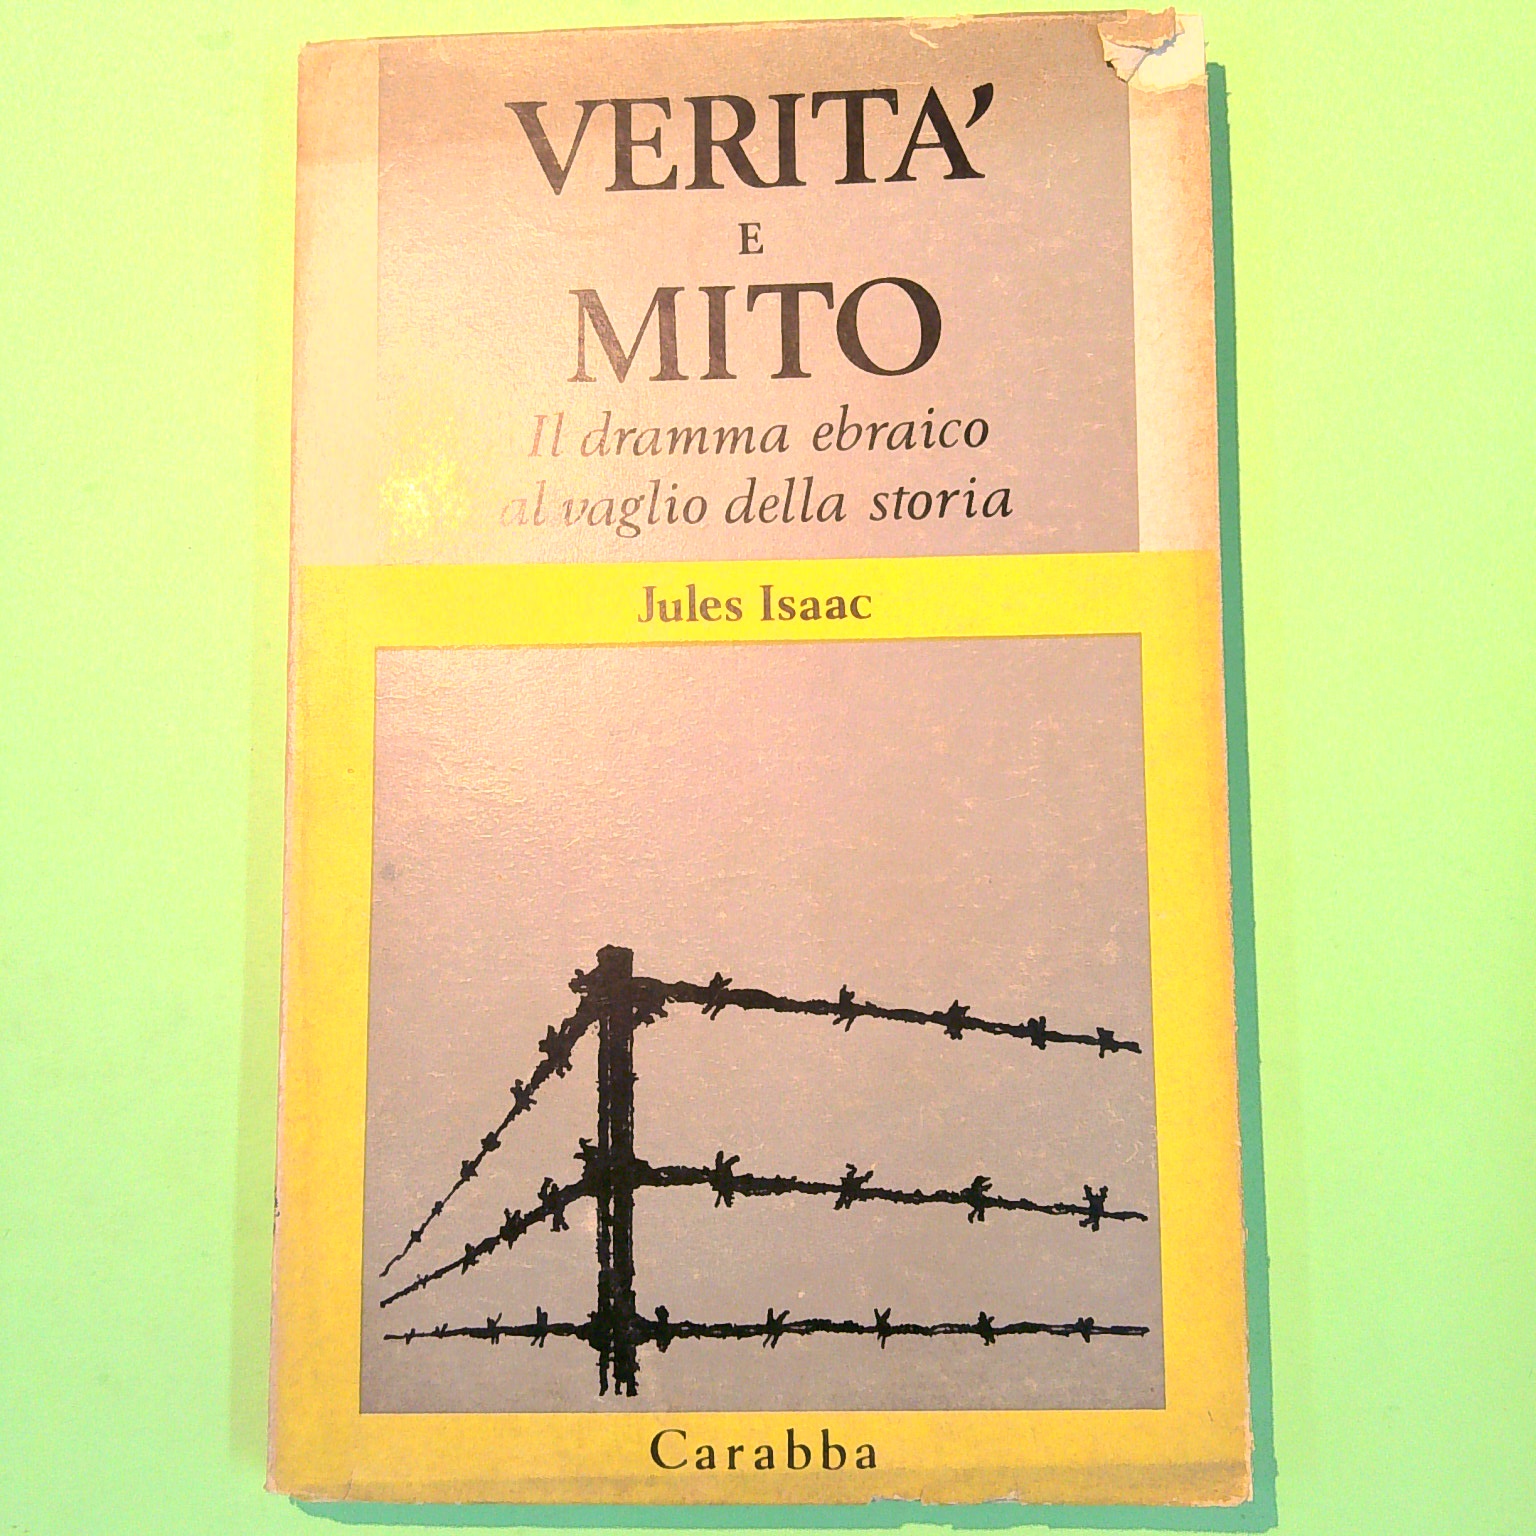 VERITA'
E
MITO
Il dramma ebraico
al vaglio della storia
Jules Isaac
Carabba